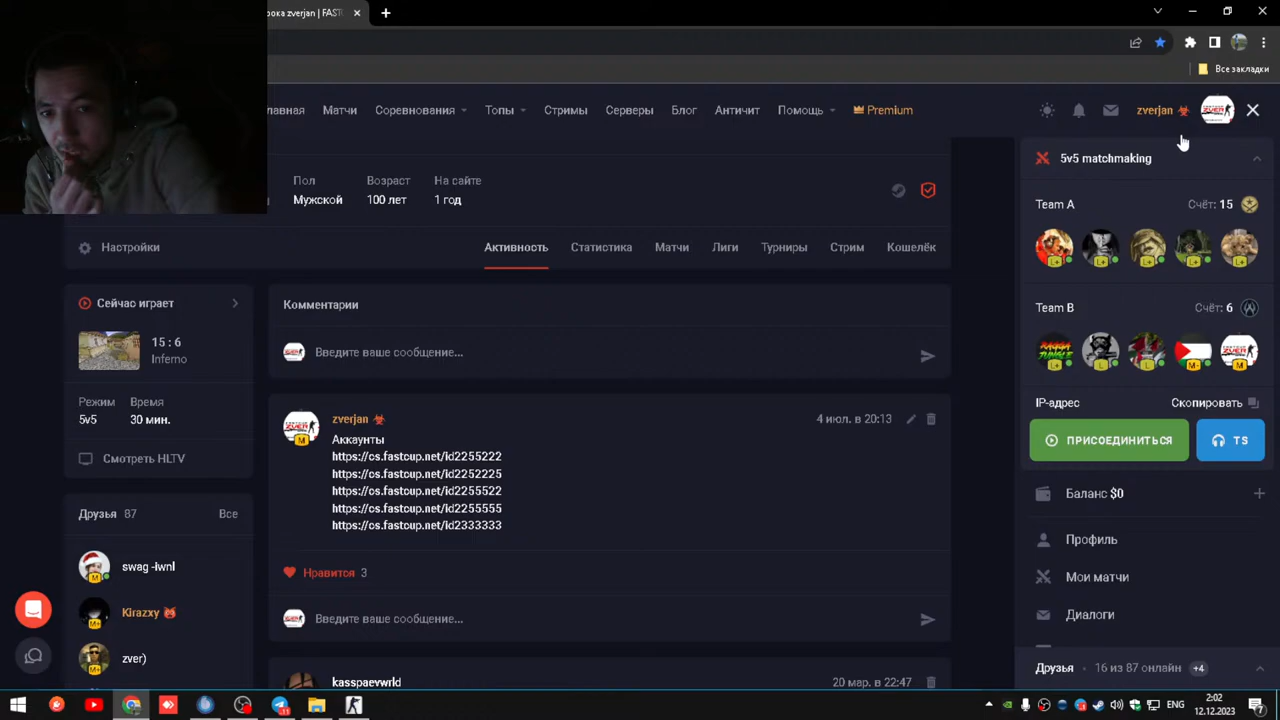 рока zverjan | FAST
Все закладки
лавная
Матчи
Соревнования
Топы
Стримы
Серверы
Блог
Античит
Помощь
Premium
zverjan
Пол
Мужской
Возраст
100 лет
На сайте
1 год
Настройки
Активность
Статистика
Матчи
Лиги
Турниры
Стрим
Кошелёк
Сейчас играет
15 : 6
Inferno
Режим
5v5
Время
30 мин.
Смотреть HLTV
Друзья 87
Все
swag -iwnl
Kirazxy
zver)
Комментарии
Введите ваше сообщение...
zverjan
4 июл. в 20:13
Аккаунты
https://cs.fastcup.net/id2255222
https://cs.fastcup.net/id2252225
https://cs.fastcup.net/id2255522
https://cs.fastcup.net/id2255555
https://cs.fastcup.net/id2333333
Нравится 3
Введите ваше сообщение...
kasspaevwrld
20 мар. в 22:47
5v5 matchmaking
Team A
Счёт: 15
L+ L+ L+ L+ L+
Team B
Счёт: 6
L+ L L M+ M
IP-адрес
Скопировать
ПРИСОЕДИНИТЬСЯ
TS
Баланс $0
Профиль
Мои матчи
Диалоги
Друзья • 16 из 87 онлайн +4
ENG
2:02
12.12.2023